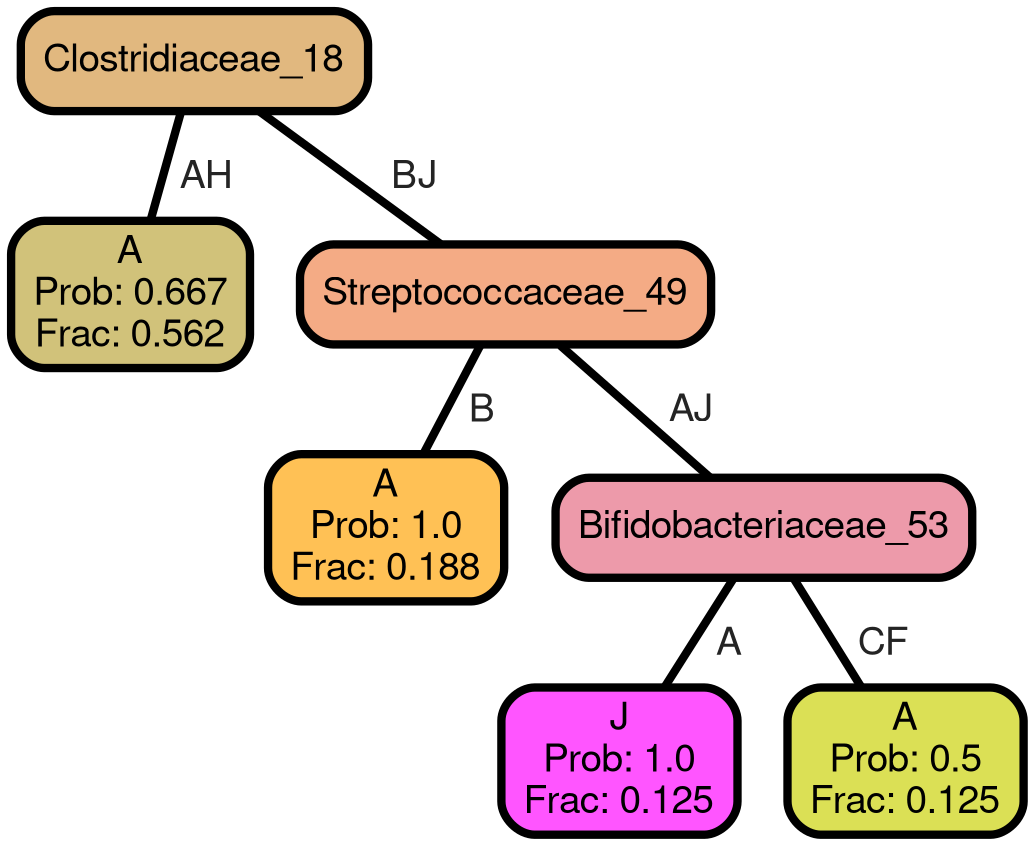 Clostridiaceae_18
AH
BJ
A
Prob: 0.667
Frac: 0.562
Streptococcaceae_49
B
AJ
A
Prob: 1.0
Frac: 0.188
Bifidobacteriaceae_53
A
CF
J
Prob: 1.0
Frac: 0.125
A
Prob: 0.5
Frac: 0.125